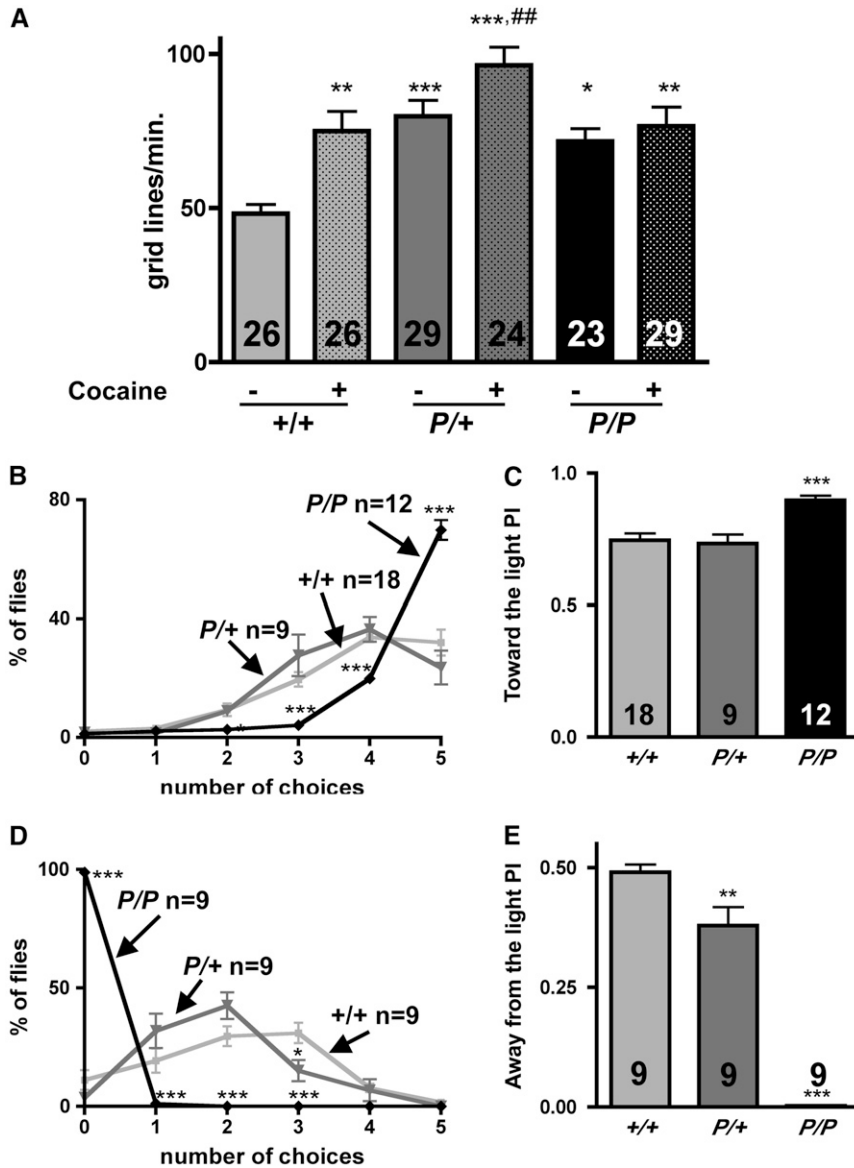 A
***,##
100
**
***
*
**
50
grid lines/min.
26 26 29 24 23 29
0
Cocaine - + - + - +
+/+ P/+ P/P
B
80
P/P n=12
***
+/+ n=18
P/+ n=9
40
% of flies
***
***
*
0
0 1 2 3 4 5
number of choices
C
1.0
***
Toward the light PI
0.5
18 9 12
0.0
+/+ P/+ P/P
D
100
***
P/P n=9
P/+ n=9
+/+ n=9
50
% of flies
*
*** *** ***
0
0 1 2 3 4 5
number of choices
E
0.50
**
Away from the light PI
0.25
9 9 9
***
0.00
+/+ P/+ P/P